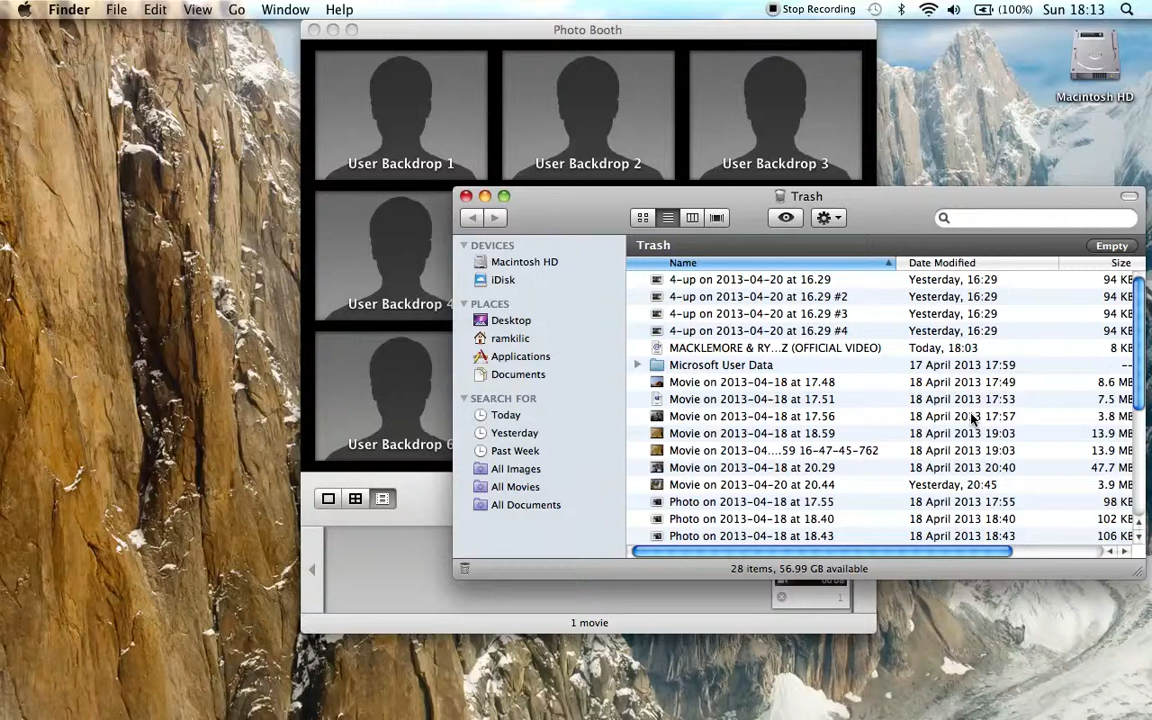 Finder File Edit View Go Window Help Stop Recording (100%) Sun 18:13
Photo Booth
Macintosh HD
User Backdrop 1 User Backdrop 2 User Backdrop 3
Trash
DEVICES
Macintosh HD
iDisk
PLACES
Desktop
ramkilic
Applications
Documents
SEARCH FOR
Today
Yesterday
Past Week
All Images
All Movies
All Documents
Trash Empty
Name Date Modified Size
4-up on 2013-04-20 at 16.29 Yesterday, 16:29 94 KB
4-up on 2013-04-20 at 16.29 #2 Yesterday, 16:29 94 KB
4-up on 2013-04-20 at 16.29 #3 Yesterday, 16:29 94 KB
4-up on 2013-04-20 at 16.29 #4 Yesterday, 16:29 94 KB
MACKLEMORE & RY...Z (OFFICIAL VIDEO) Today, 18:03 8 KB
Microsoft User Data 17 April 2013 17:59 --
Movie on 2013-04-18 at 17.48 18 April 2013 17:49 8.6 MB
Movie on 2013-04-18 at 17.51 18 April 2013 17:53 7.5 MB
Movie on 2013-04-18 at 17.56 18 April 2013 17:57 3.8 MB
Movie on 2013-04-18 at 18.59 18 April 2013 19:03 13.9 MB
Movie on 2013-04....59 16-47-45-762 18 April 2013 19:03 13.9 MB
Movie on 2013-04-18 at 20.29 18 April 2013 20:40 47.7 MB
Movie on 2013-04-20 at 20.44 Yesterday, 20:45 3.9 MB
Photo on 2013-04-18 at 17.55 18 April 2013 17:55 98 KB
Photo on 2013-04-18 at 18.40 18 April 2013 18:40 102 KB
Photo on 2013-04-18 at 18.43 18 April 2013 18:43 106 KB
28 items, 56.99 GB available
User Backdrop 4
User Backdrop 6
1
1 movie